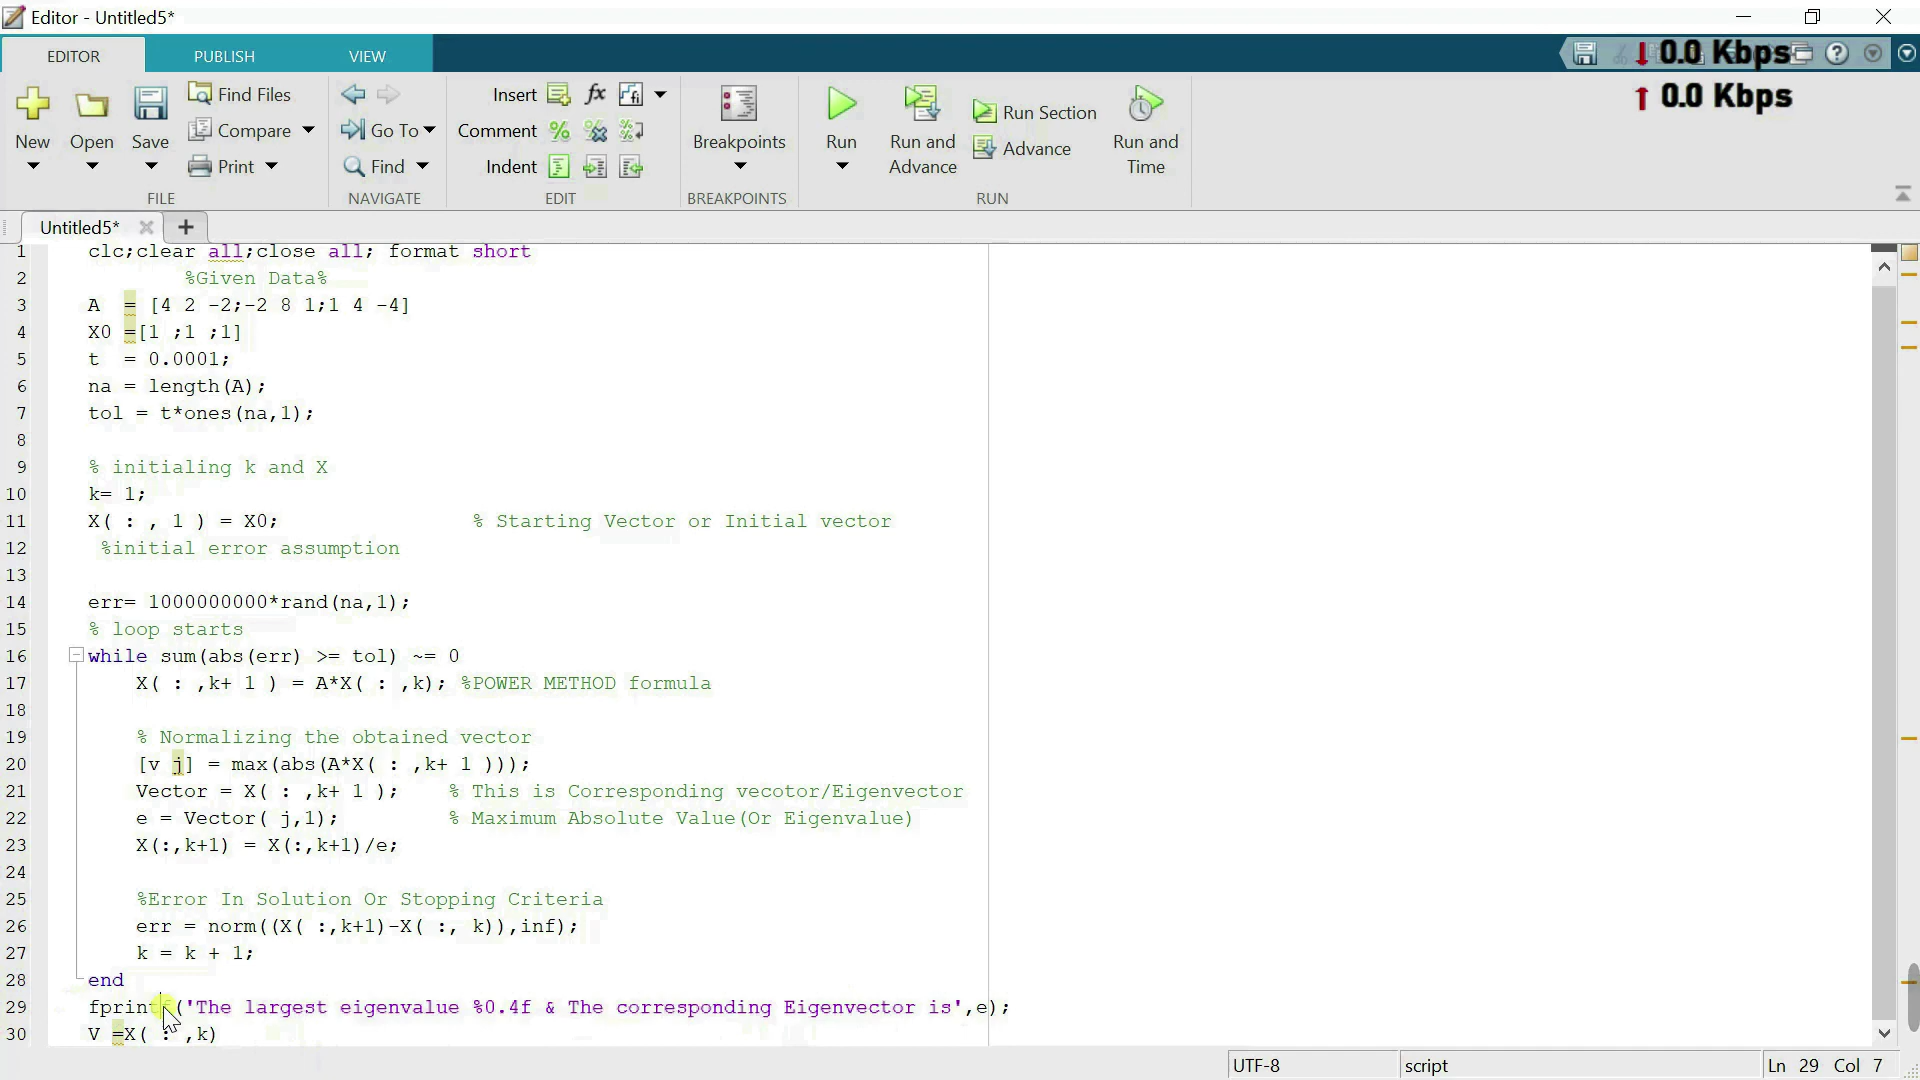 Editor - Untitled5*
EDITOR PUBLISH VIEW
0.0 Kbps
0.0 Kbps
New Open Save
Find Files
Compare
Print
FILE
Go To
Find
NAVIGATE
Insert
Comment
Indent
EDIT
Breakpoints
BREAKPOINTS
Run
Run and Advance
Run Section
Advance
Run and Time
RUN
Untitled5*
1 clc;clear all;close all; format short
2 %Given Data%
3 A = [4 2 -2;-2 8 1;1 4 -4]
4 X0 =[1 ;1 ;1]
5 t = 0.0001;
6 na = length(A);
7 tol = t*ones(na,1);
8
9 % initialing k and X
10 k= 1;
11 X( : , 1 ) = X0; % Starting Vector or Initial vector
12 %initial error assumption
13
14 err= 1000000000*rand(na,1);
15 % loop starts
16 while sum(abs(err) >= tol) ~= 0
17 X( : ,k+ 1 ) = A*X( : ,k); %POWER METHOD formula
18
19 % Normalizing the obtained vector
20 [v j] = max(abs(A*X( : ,k+ 1 )));
21 Vector = X( : ,k+ 1 ); % This is Corresponding vecotor/Eigenvector
22 e = Vector( j,1); % Maximum Absolute Value(Or Eigenvalue)
23 X(:,k+1) = X(:,k+1)/e;
24
25 %Error In Solution Or Stopping Criteria
26 err = norm((X( :,k+1)-X( :, k)),inf);
27 k = k + 1;
28 end
29 fprintf('The largest eigenvalue %0.4f & The corresponding Eigenvector is',e);
30 V =X( : ,k)
UTF-8 script Ln 29 Col 7